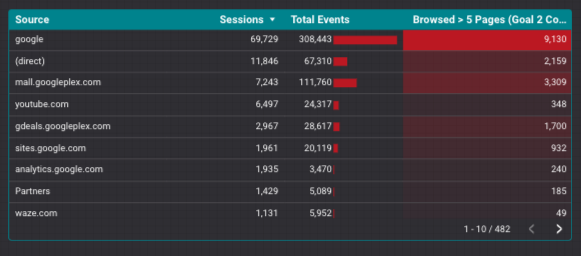 Source Sessions Total Events Browsed > 5 Pages (Goal 2 Co...
google 69,729 308,443 9,130
(direct) 11,846 67,310 2,159
mall.googleplex.com 7,243 111,760 3,309
youtube.com 6,497 24,317 348
gdeals.googleplex.com 2,967 28,617 1,700
sites.google.com 1,961 20,119 932
analytics.google.com 1,935 3,470 240
Partners 1,429 5,089 185
waze.com 1,131 5,952 49
1 - 10 / 482